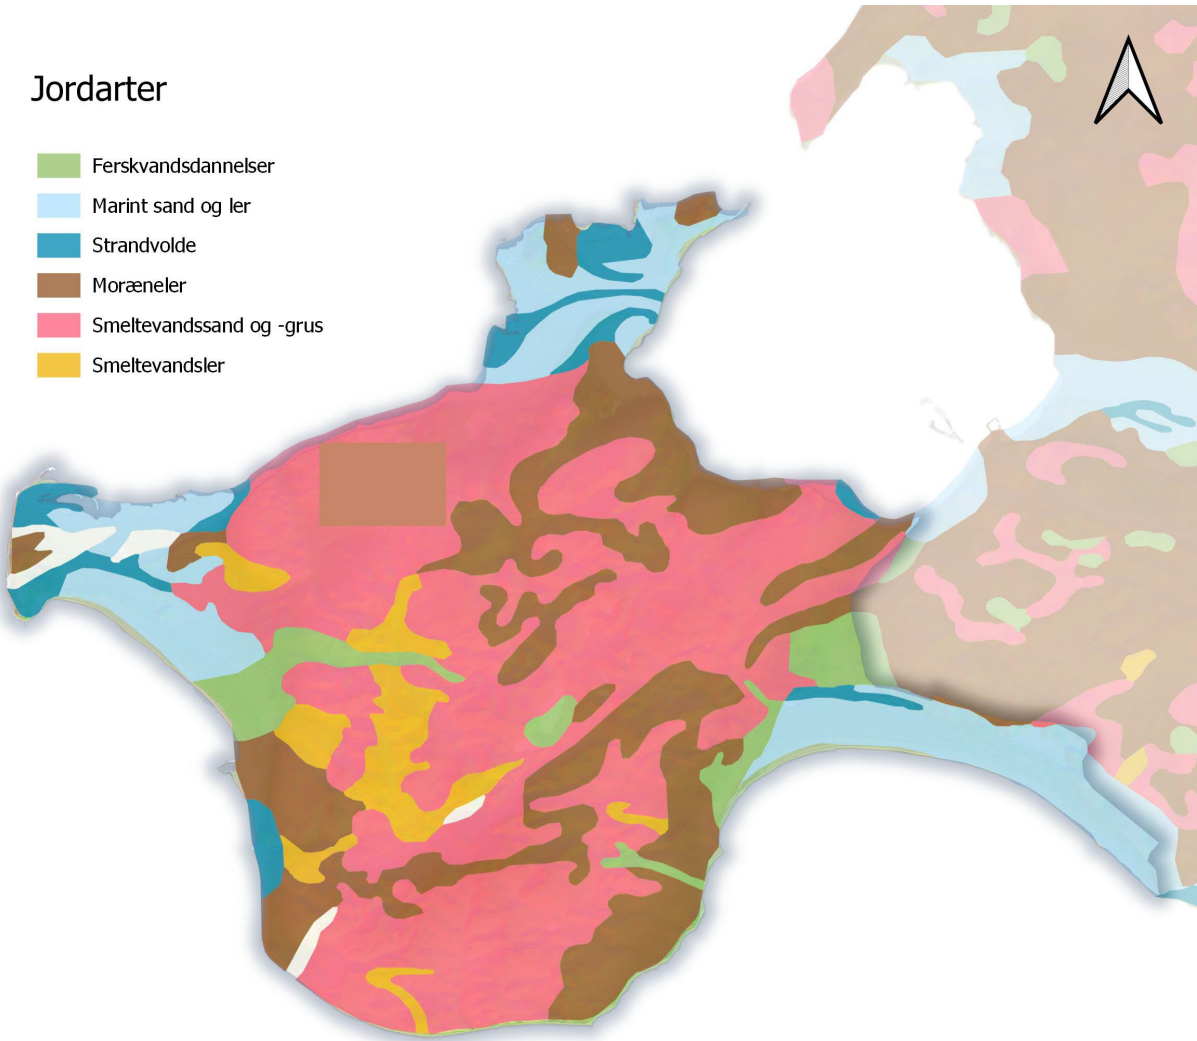 Jordarter
Ferskvandsdannelser
Marint sand og ler
Strandvolde
Moræneler
Smeltevandssand og -grus
Smeltevandsler